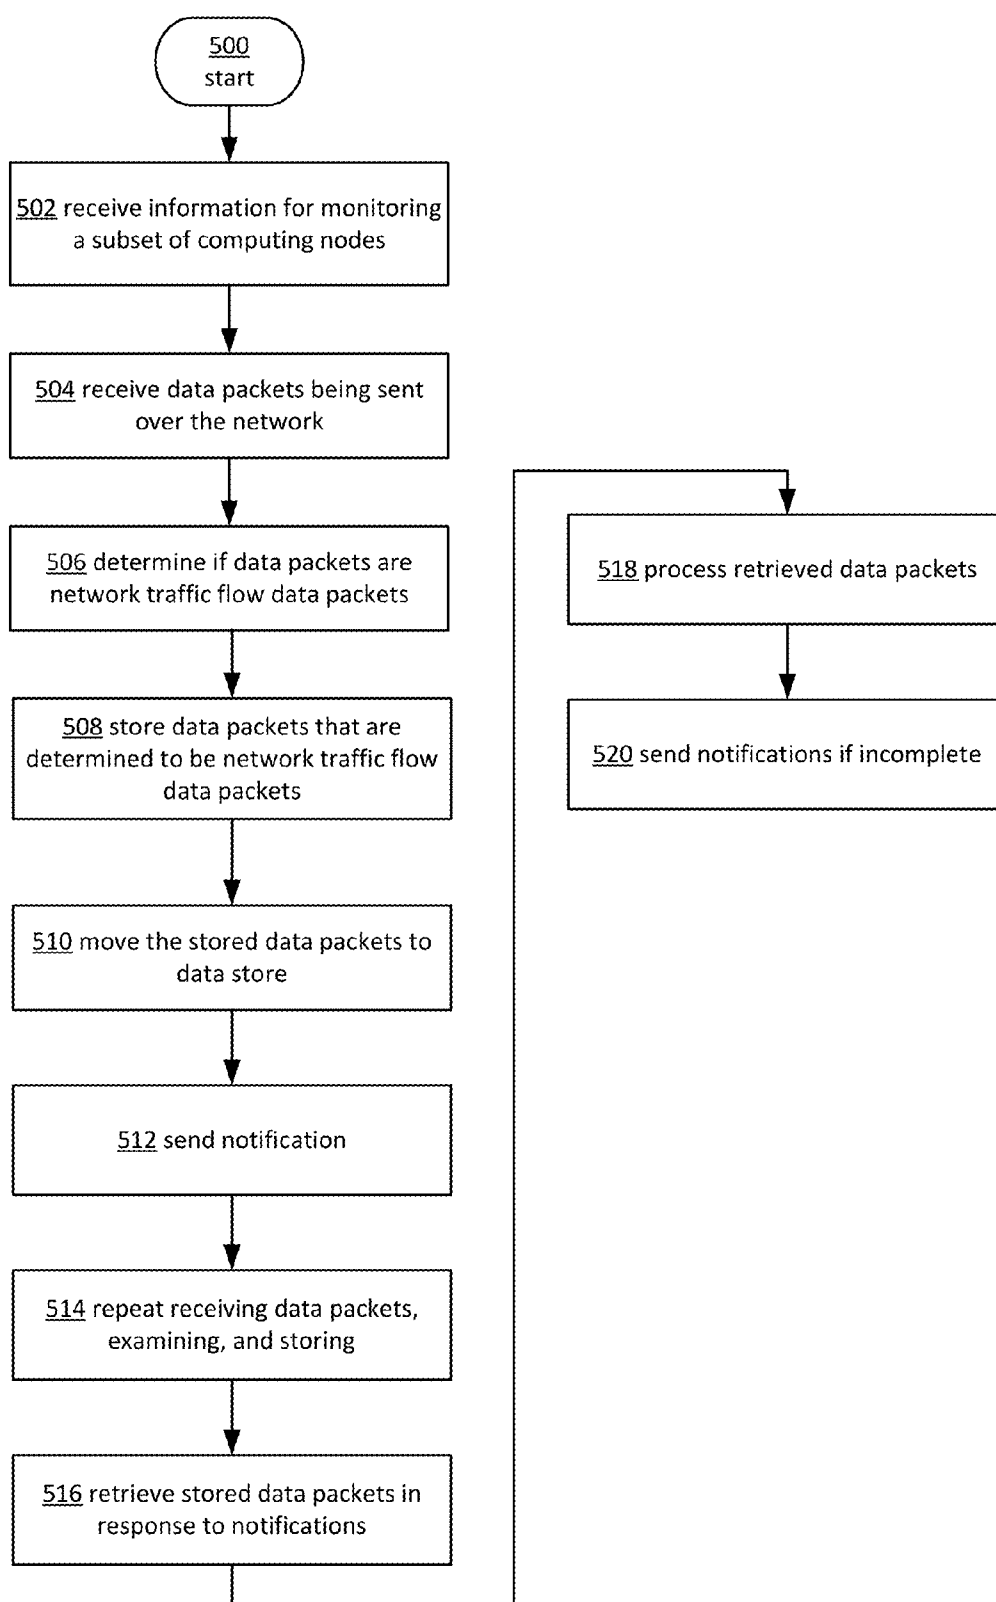 500
start
502 receive information for monitoring
a subset of computing nodes
504 receive data packets being sent
over the network
506 determine if data packets are
network traffic flow data packets
508 store data packets that are
determined to be network traffic flow
data packets
510 move the stored data packets to
data store
512 send notification
514 repeat receiving data packets,
examining, and storing
516 retrieve stored data packets in
response to notifications
518 process retrieved data packets
520 send notifications if incomplete